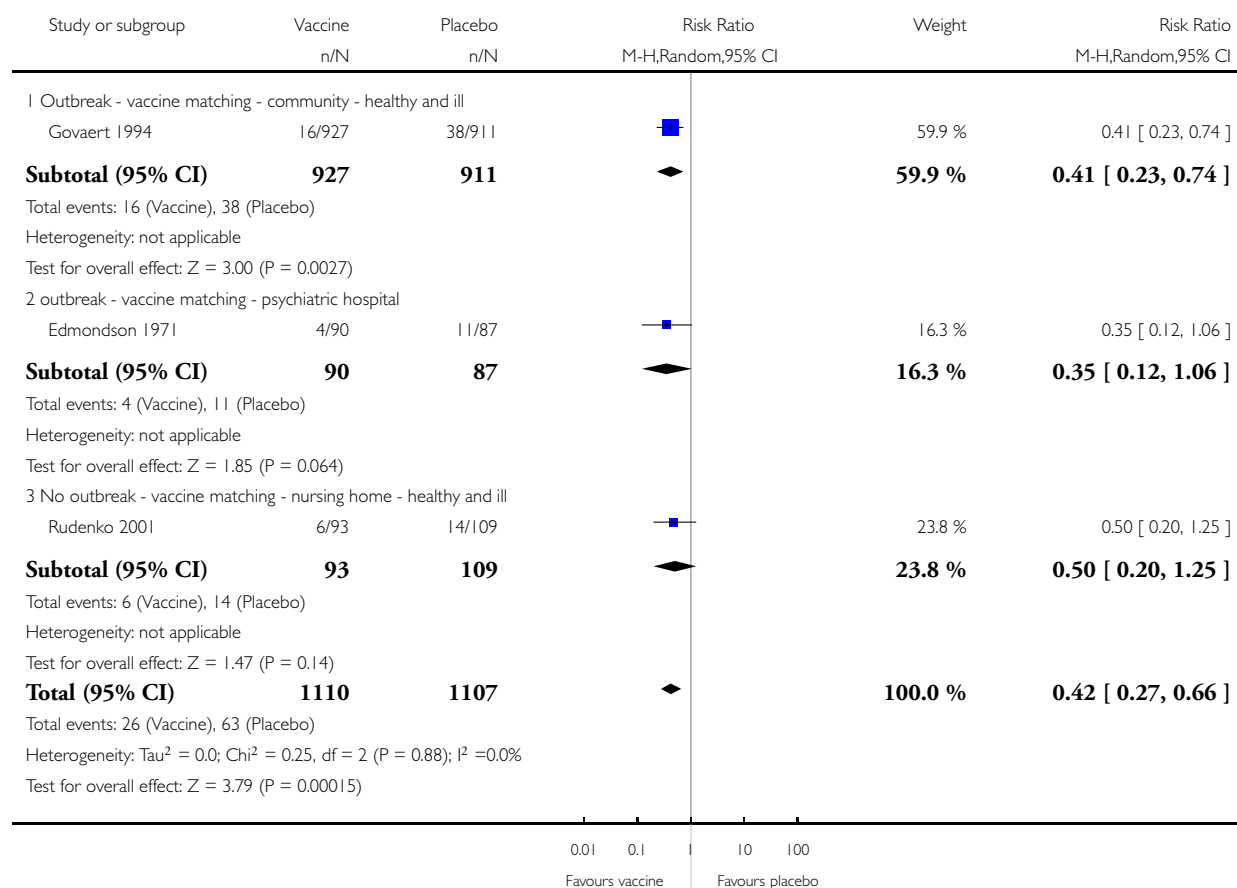 Study or subgroup Vaccine Placebo Risk Ratio Weight Risk Ratio
n/N n/N M-H,Random,95% CI M-H,Random,95% CI
1 Outbreak - vaccine matching - community - healthy and ill
Govaert 1994 16/927 38/911 59.9 % 0.41 [ 0.23, 0.74 ]
Subtotal (95% CI) 927 911 59.9 % 0.41 [ 0.23, 0.74 ]
Total events: 16 (Vaccine), 38 (Placebo)
Heterogeneity: not applicable
Test for overall effect: Z = 3.00 (P = 0.0027)
2 outbreak - vaccine matching - psychiatric hospital
Edmondson 1971 4/90 11/87 16.3 % 0.35 [ 0.12, 1.06 ]
Subtotal (95% CI) 90 87 16.3 % 0.35 [ 0.12, 1.06 ]
Total events: 4 (Vaccine), 11 (Placebo)
Heterogeneity: not applicable
Test for overall effect: Z = 1.85 (P = 0.064)
3 No outbreak - vaccine matching - nursing home - healthy and ill
Rudenko 2001 6/93 14/109 23.8 % 0.50 [ 0.20, 1.25 ]
Subtotal (95% CI) 93 109 23.8 % 0.50 [ 0.20, 1.25 ]
Total events: 6 (Vaccine), 14 (Placebo)
Heterogeneity: not applicable
Test for overall effect: Z = 1.47 (P = 0.14)
Total (95% CI) 1110 1107 100.0 % 0.42 [ 0.27, 0.66 ]
Total events: 26 (Vaccine), 63 (Placebo)
Heterogeneity: Tau² = 0.0; Chi² = 0.25, df = 2 (P = 0.88); I² =0.0%
Test for overall effect: Z = 3.79 (P = 0.00015)
0.01 0.1 1 10 100
Favours vaccine Favours placebo